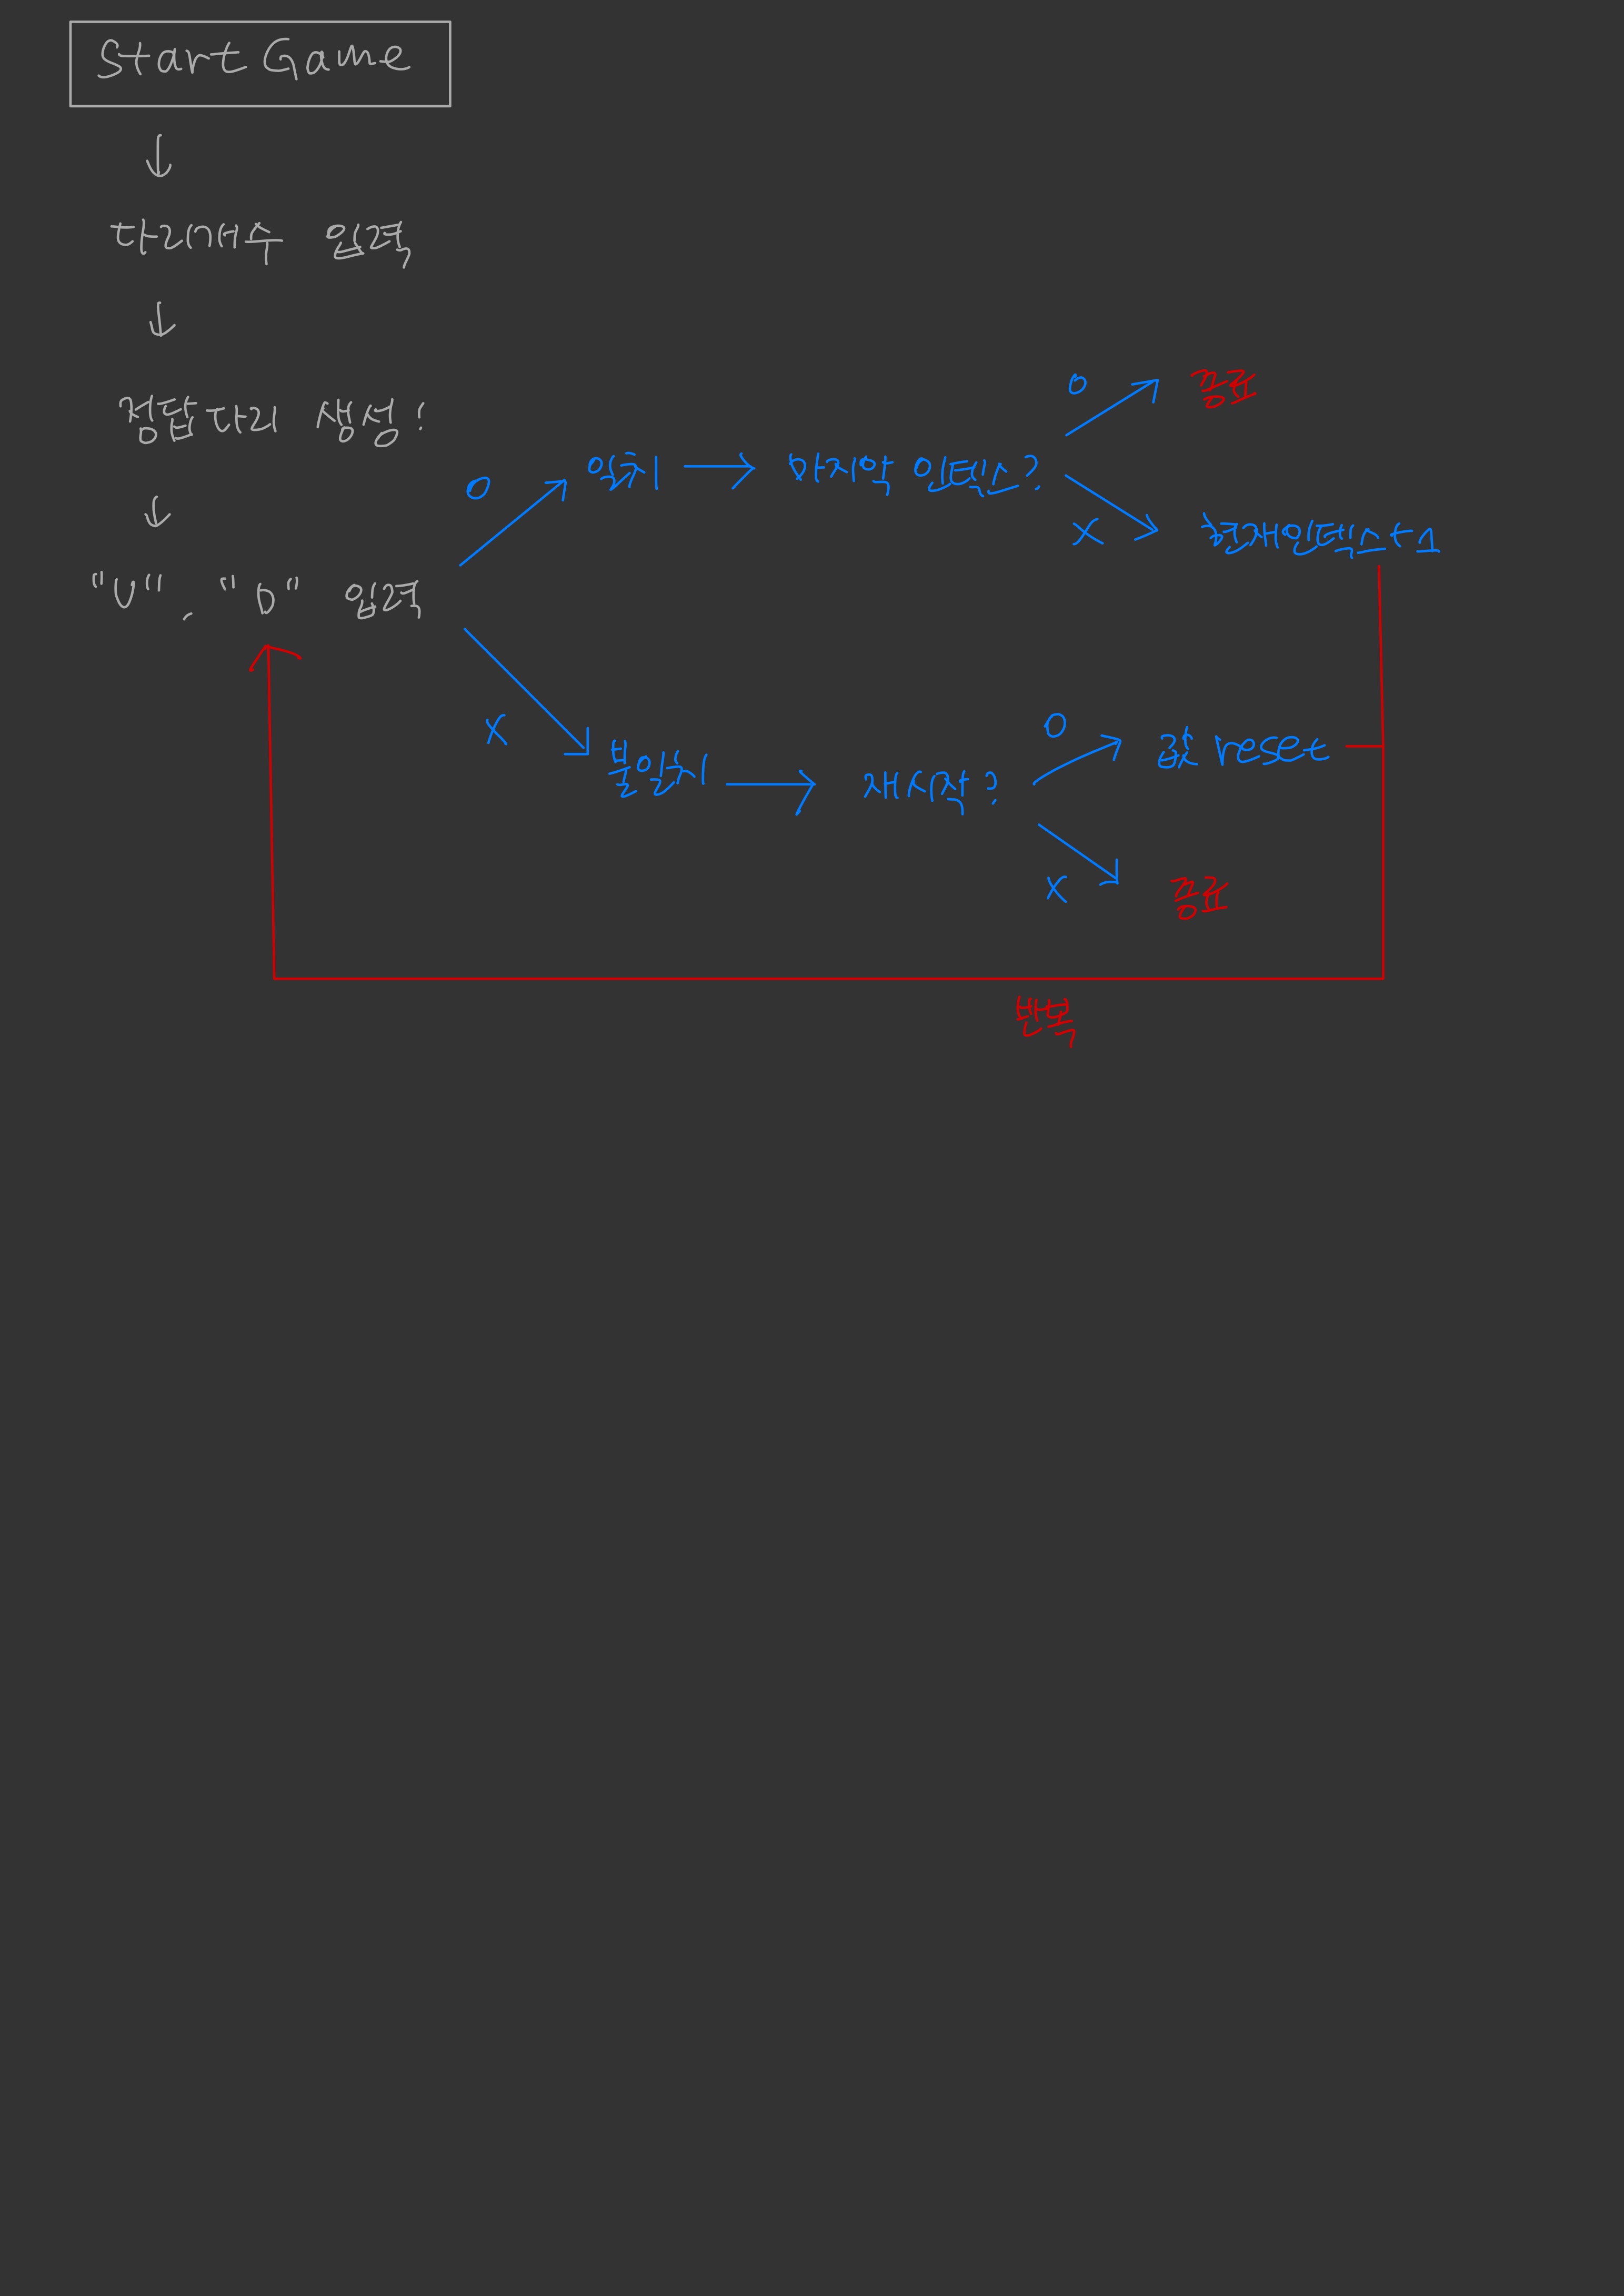 Start Game
↓
다리개수 입력
↓
정답다리 생성!
↓
"U", "D" 입력
O
일치
→
마지막 인덱스?
O
종료
X
현재인덱스 +1
X
불일치
→
재시작?
O
값 reset
X
종료
반복